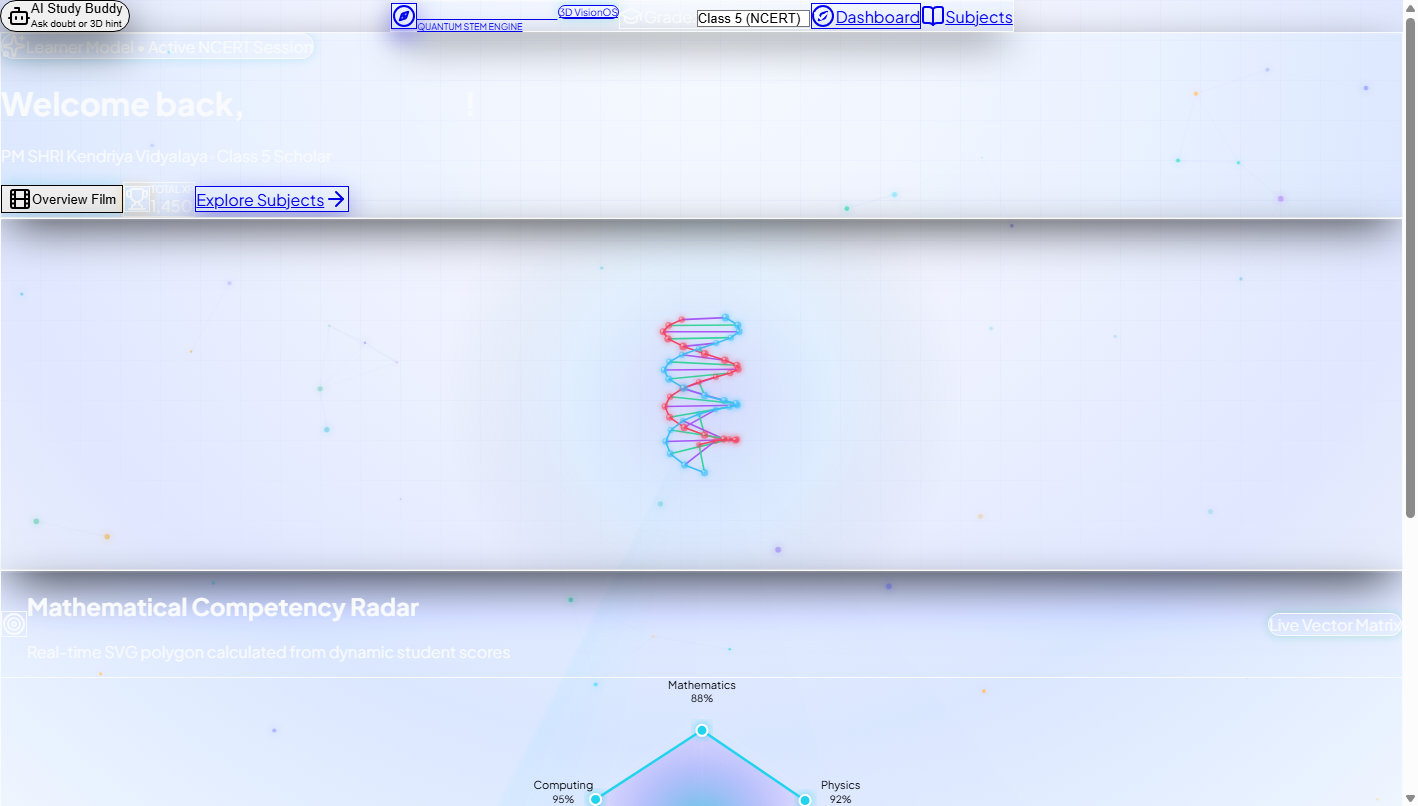 AI Study Buddy
Ask doubt or 3D hint
QUANTUM STEM ENGINE
3D VisionOS
Grade
Class 5 (NCERT)
Dashboard
Subjects
Learner Model • Active NCERT Session
Welcome back, !
PM SHRI Kendriya Vidyalaya · Class 5 Scholar
Overview Film
TOTAL
1,450
Explore Subjects
Mathematical Competency Radar
Real-time SVG polygon calculated from dynamic student scores
Live Vector Matrix
Mathematics
88%
Computing
95%
Physics
92%